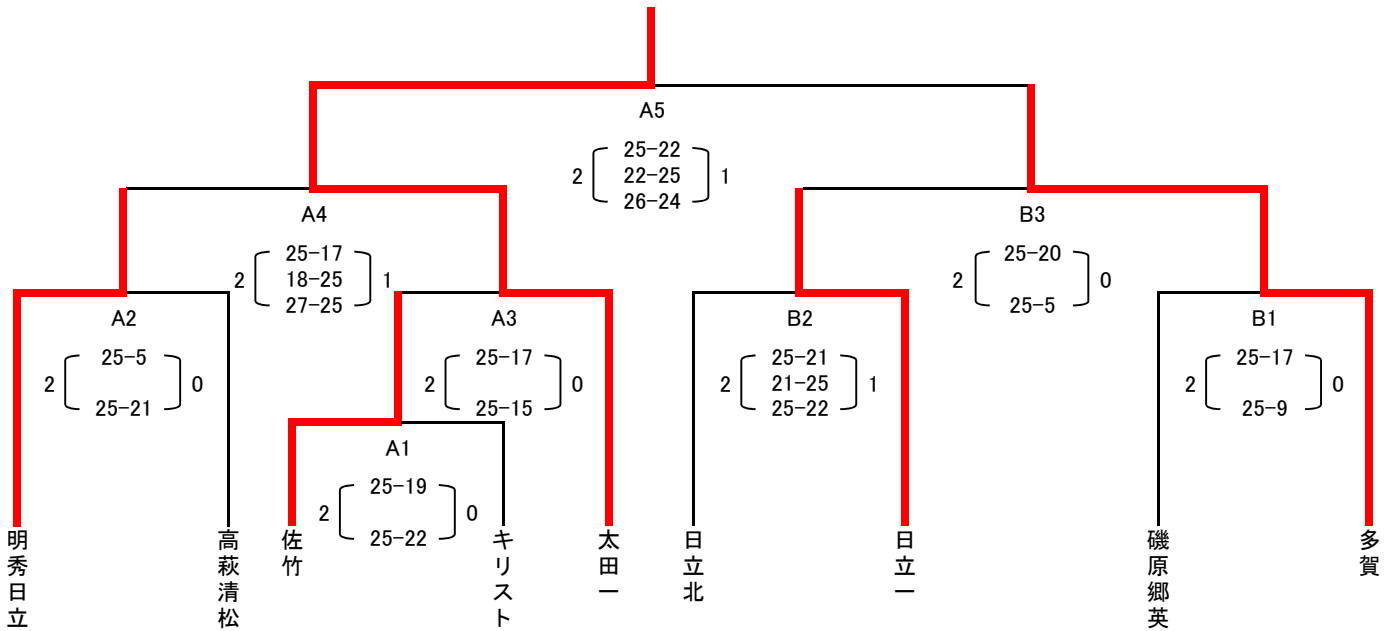 A5
2 25-22 1
22-25
26-24
A4
2 25-17 1
18-25
27-25
B3
2 25-20 0
25-5
A2
2 25-5 0
25-21
A3
2 25-17 0
25-15
B2
2 25-21 1
21-25
25-22
B1
2 25-17 0
25-9
A1
2 25-19 0
25-22
明秀日立
高萩清松
佐竹
キリスト
太田一
日立北
日立一
磯原郷英
多賀